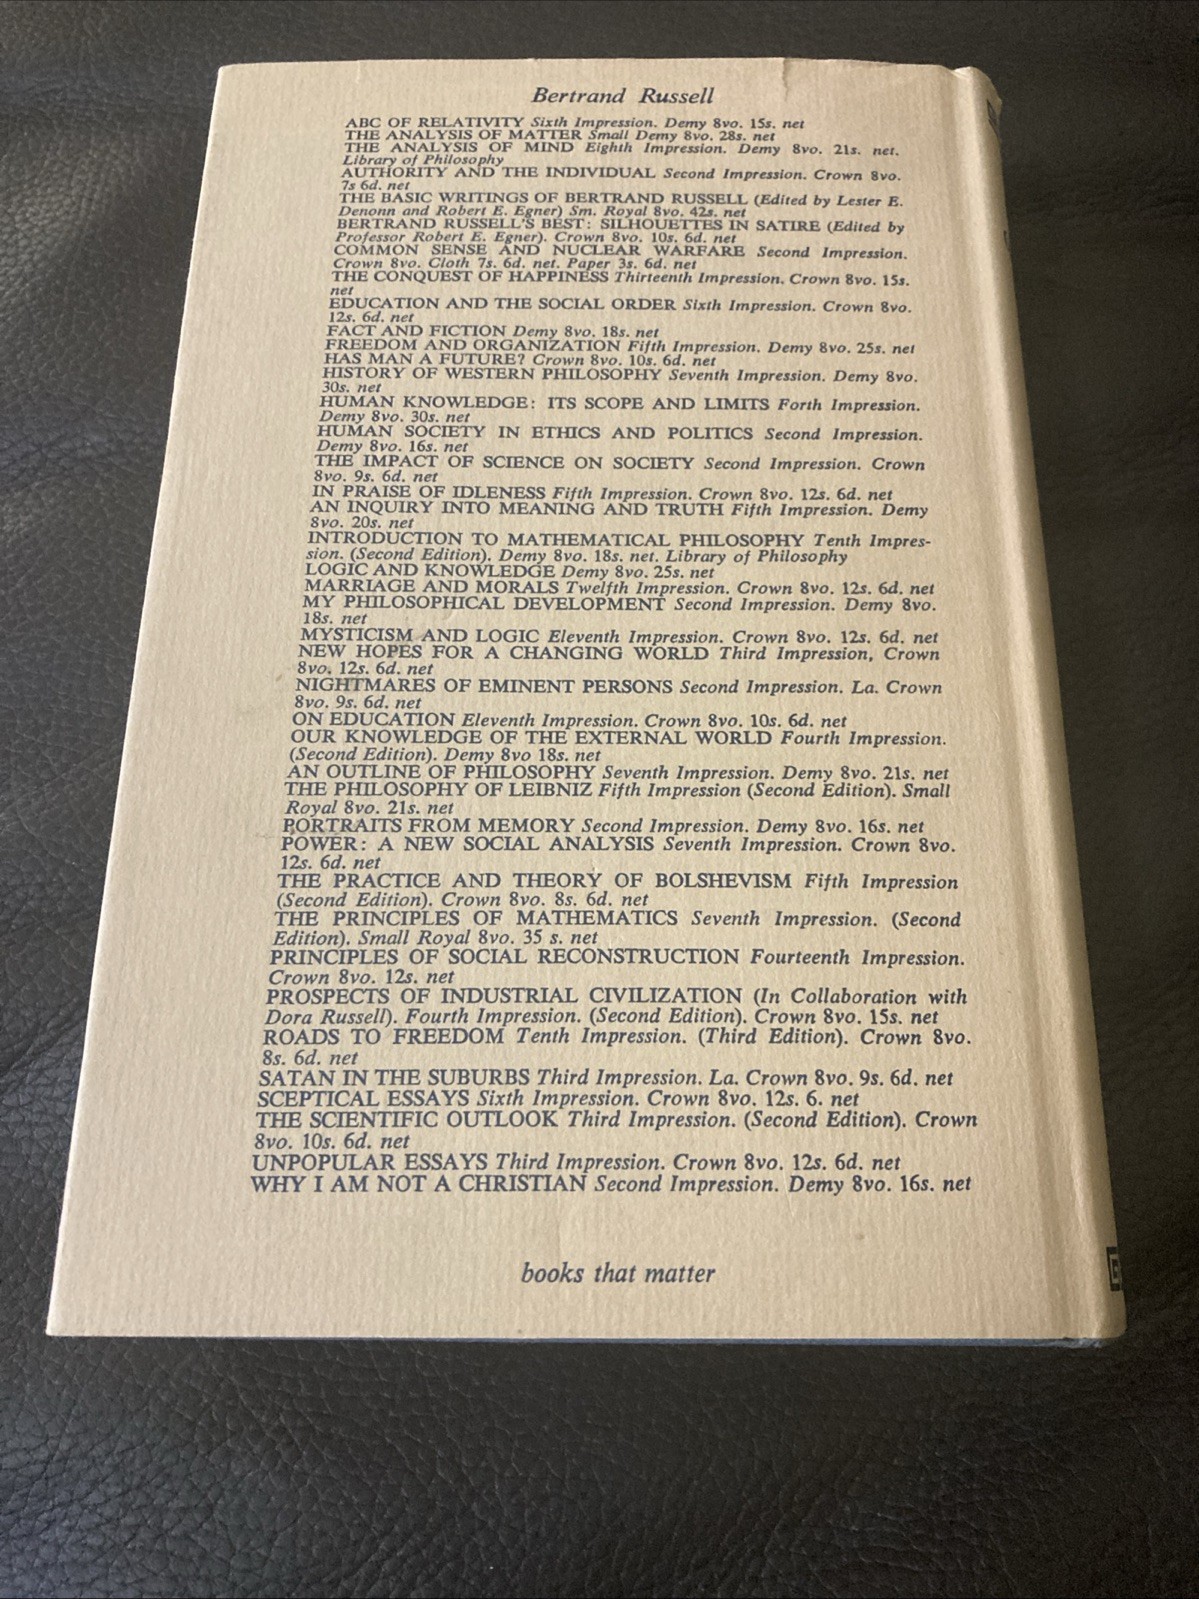 Bertrand Russell
ABC OF RELATIVITY Sixth Impression. Demy 8vo. 15s. net
THE ANALYSIS OF MATTER Small Demy 8vo. 28s. net
THE ANALYSIS OF MIND Eighth Impression. Demy 8vo. 21s. net.
Library of Philosophy
AUTHORITY AND THE INDIVIDUAL Second Impression. Crown 8vo.
7s 6d. net
THE BASIC WRITINGS OF BERTRAND RUSSELL (Edited by Lester E.
Denonn and Robert E. Egner) Sm. Royal 8vo. 42s. net
BERTRAND RUSSELL'S BEST: SILHOUETTES IN SATIRE (Edited by
Professor Robert E. Egner). Crown 8vo. 10s. 6d. net
COMMON SENSE AND NUCLEAR WARFARE Second Impression.
Crown 8vo. Cloth 7s. 6d. net. Paper 3s. 6d. net
THE CONQUEST OF HAPPINESS Thirteenth Impression. Crown 8vo. 15s.
net
EDUCATION AND THE SOCIAL ORDER Sixth Impression. Crown 8vo.
12s. 6d. net
FACT AND FICTION Demy 8vo. 18s. net
FREEDOM AND ORGANIZATION Fifth Impression. Demy 8vo. 25s. net
HAS MAN A FUTURE? Crown 8vo. 10s. 6d. net
HISTORY OF WESTERN PHILOSOPHY Seventh Impression. Demy 8vo.
30s. net
HUMAN KNOWLEDGE: ITS SCOPE AND LIMITS Forth Impression.
Demy 8vo. 30s. net
HUMAN SOCIETY IN ETHICS AND POLITICS Second Impression.
Demy 8vo. 16s. net
THE IMPACT OF SCIENCE ON SOCIETY Second Impression. Crown
8vo. 9s. 6d. net
IN PRAISE OF IDLENESS Fifth Impression. Crown 8vo. 12s. 6d. net
AN INQUIRY INTO MEANING AND TRUTH Fifth Impression. Demy
8vo. 20s. net
INTRODUCTION TO MATHEMATICAL PHILOSOPHY Tenth Impres-
sion. (Second Edition). Demy 8vo. 18s. net. Library of Philosophy
LOGIC AND KNOWLEDGE Demy 8vo. 25s. net
MARRIAGE AND MORALS Twelfth Impression. Crown 8vo. 12s. 6d. net
MY PHILOSOPHICAL DEVELOPMENT Second Impression. Demy 8vo.
18s. net
MYSTICISM AND LOGIC Eleventh Impression. Crown 8vo. 12s. 6d. net
NEW HOPES FOR A CHANGING WORLD Third Impression, Crown
8vo. 12s. 6d. net
NIGHTMARES OF EMINENT PERSONS Second Impression. La. Crown
8vo. 9s. 6d. net
ON EDUCATION Eleventh Impression. Crown 8vo. 10s. 6d. net
OUR KNOWLEDGE OF THE EXTERNAL WORLD Fourth Impression.
(Second Edition). Demy 8vo 18s. net
AN OUTLINE OF PHILOSOPHY Seventh Impression. Demy 8vo. 21s. net
THE PHILOSOPHY OF LEIBNIZ Fifth Impression (Second Edition). Small
Royal 8vo. 21s. net
PORTRAITS FROM MEMORY Second Impression. Demy 8vo. 16s. net
POWER: A NEW SOCIAL ANALYSIS Seventh Impression. Crown 8vo.
12s. 6d. net
THE PRACTICE AND THEORY OF BOLSHEVISM Fifth Impression
(Second Edition). Crown 8vo. 8s. 6d. net
THE PRINCIPLES OF MATHEMATICS Seventh Impression. (Second
Edition). Small Royal 8vo. 35 s. net
PRINCIPLES OF SOCIAL RECONSTRUCTION Fourteenth Impression.
Crown 8vo. 12s. net
PROSPECTS OF INDUSTRIAL CIVILIZATION (In Collaboration with
Dora Russell). Fourth Impression. (Second Edition). Crown 8vo. 15s. net
ROADS TO FREEDOM Tenth Impression. (Third Edition). Crown 8vo.
8s. 6d. net
SATAN IN THE SUBURBS Third Impression. La. Crown 8vo. 9s. 6d. net
SCEPTICAL ESSAYS Sixth Impression. Crown 8vo. 12s. 6. net
THE SCIENTIFIC OUTLOOK Third Impression. (Second Edition). Crown
8vo. 10s. 6d. net
UNPOPULAR ESSAYS Third Impression. Crown 8vo. 12s. 6d. net
WHY I AM NOT A CHRISTIAN Second Impression. Demy 8vo. 16s. net
books that matter